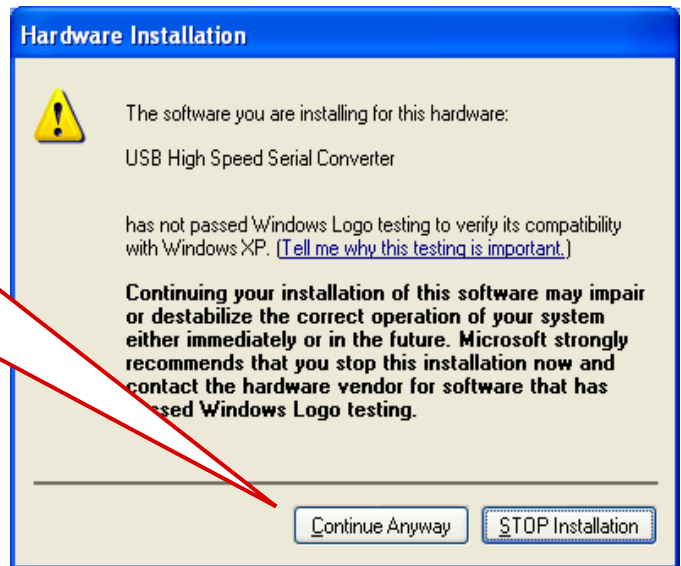 Hardware Installation
The software you are installing for this hardware:
USB High Speed Serial Converter
has not passed Windows Logo testing to verify its compatibility
with Windows XP. (Tell me why this testing is important.)
Continuing your installation of this software may impair
or destabilize the correct operation of your system
either immediately or in the future. Microsoft strongly
recommends that you stop this installation now and
contact the hardware vendor for software that has
Windows Logo testing.
Continue Anyway
STOP Installation